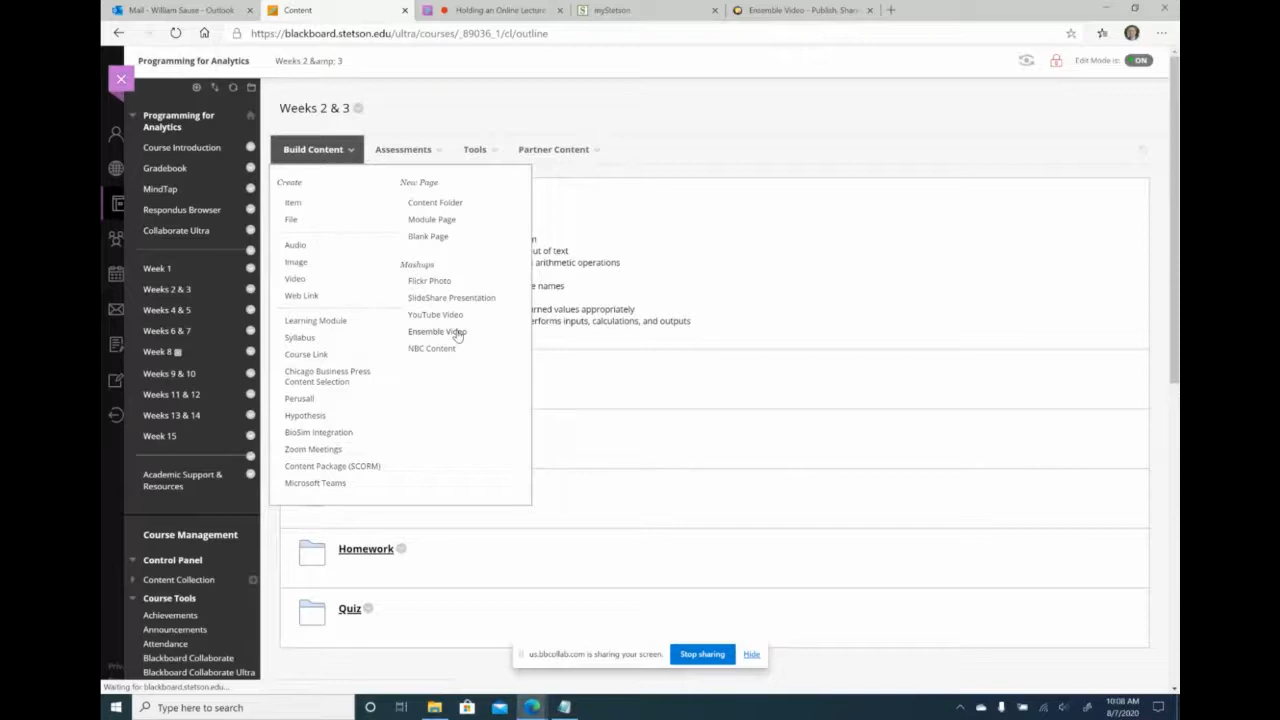 Mail - William Sause - Outlook
Content
Holding an Online Lecture
myStetson
Ensemble Video - Publish, Share
https://blackboard.stetson.edu/ultra/courses/_89036_1/cl/outline
Programming for Analytics
Weeks 2 &amp; 3
Edit Mode is:
ON
Programming for
Analytics
Course Introduction
Gradebook
MindTap
Respondus Browser
Collaborate Ultra
Week 1
Weeks 2 & 3
Weeks 4 & 5
Weeks 6 & 7
Week 8
Weeks 9 & 10
Weeks 11 & 12
Weeks 13 & 14
Week 15
Academic Support &
Resources
Course Management
Control Panel
Content Collection
Course Tools
Achievements
Announcements
Attendance
Blackboard Collaborate
Blackboard Collaborate Ultra
Weeks 2 & 3
Build Content
Assessments
Tools
Partner Content
Create
Item
File
Audio
Image
Video
Web Link
Learning Module
Syllabus
Course Link
Chicago Business Press
Content Selection
Perusall
Hypothesis
BioSim Integration
Zoom Meetings
Content Package (SCORM)
Microsoft Teams
New Page
Content Folder
Module Page
Blank Page
Mashups
Flickr Photo
SlideShare Presentation
YouTube Video
Ensemble Video
NBC Content
out of text
arithmetic operations
names
values appropriately
performs inputs, calculations, and outputs
Homework
Quiz
us.bbcollab.com is sharing your screen.
Stop sharing
Hide
Waiting for blackboard.stetson.edu...
Type here to search
10:08 AM
8/7/2020